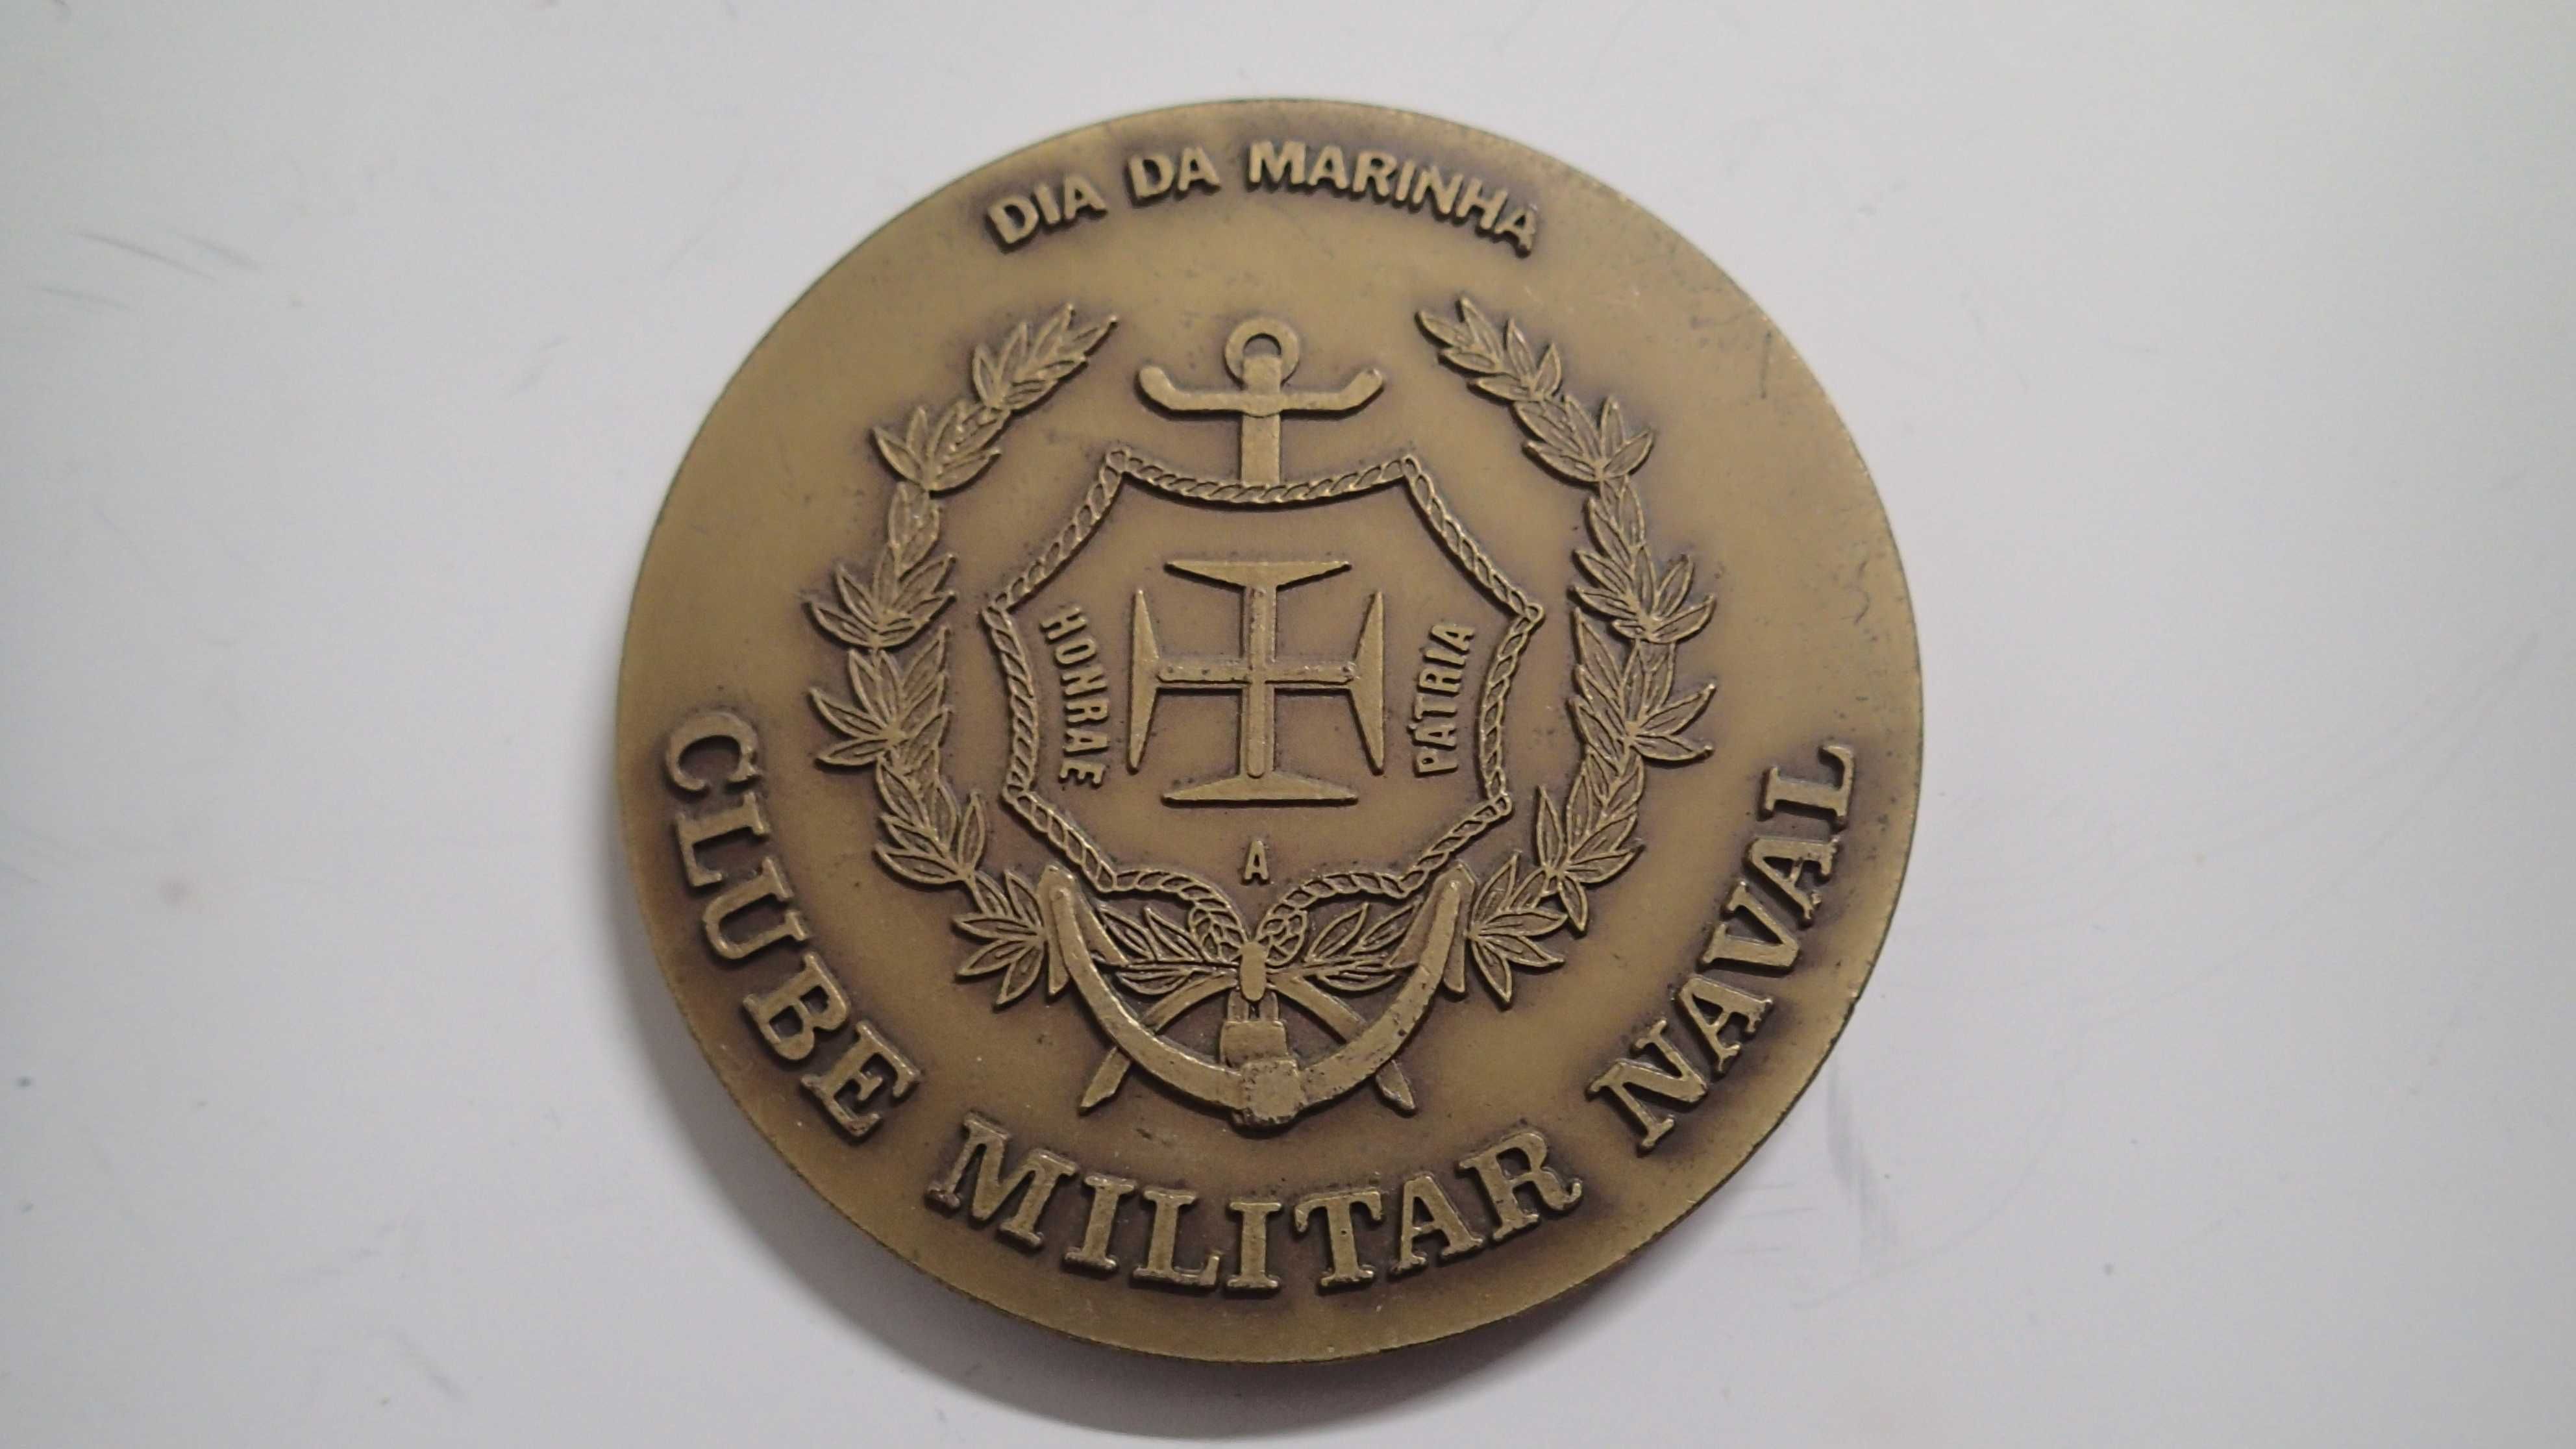 DIA DA MARINHA
HONRAE
A
PÁTRIA
CLUBE MILITAR NAVAL